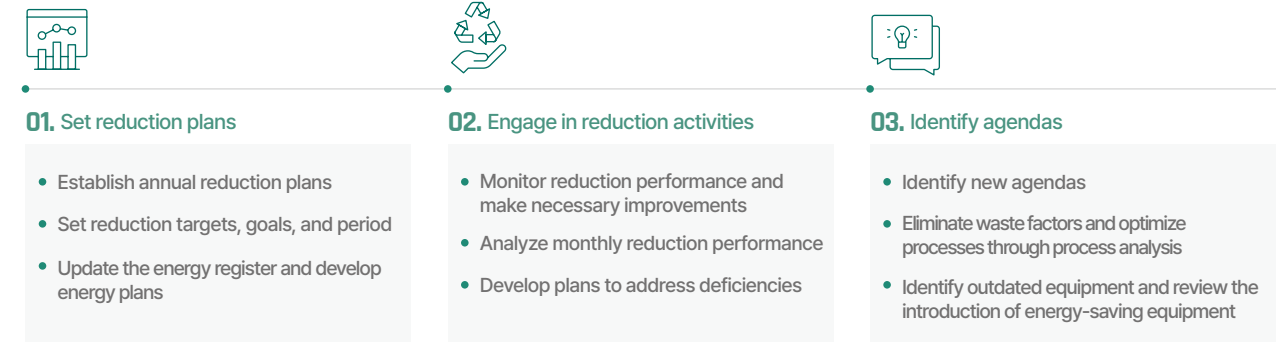 01. Set reduction plans
Establish annual reduction plans
Set reduction targets, goals, and period
Update the energy register and develop
energy plans
02. Engage in reduction activities
Monitor reduction performance and
make necessary improvements
Analyze monthly reduction performance
Develop plans to address deficiencies
03. Identify agendas
Identify new agendas
Eliminate waste factors and optimize
processes through process analysis
Identify outdated equipment and review the
introduction of energy-saving equipment